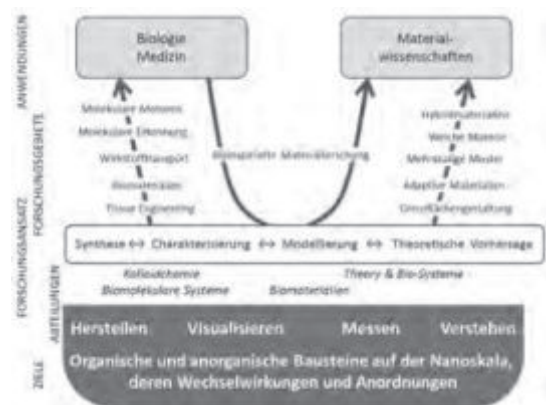 ANWENDUNGEN
Biologie
Medizin
Material-
wissenschaften
FORSCHUNGSGEBIETE
Molekulare Motoren
Molekulare Erkennung
Wirkstofftransport
Biomaterialien
Tissue Engineering
Bioinspirierte Materialforschung
Hybridmaterialien
Weiche Materie
Mehrskalige Muster
Adaptive Materialien
Grenzflächengestaltung
FORSCHUNGSANSATZ
Synthese ↔ Charakterisierung ↔ Modellierung ↔ Theoretische Vorhersage
ABTEILUNGEN
Kolloidchemie
Theory & Bio-Systeme
Biomolekulare Systeme
Biomaterialien
ZIELE
Herstellen Visualisieren Messen Verstehen
Organische und anorganische Bausteine auf der Nanoskala,
deren Wechselwirkungen und Anordnungen